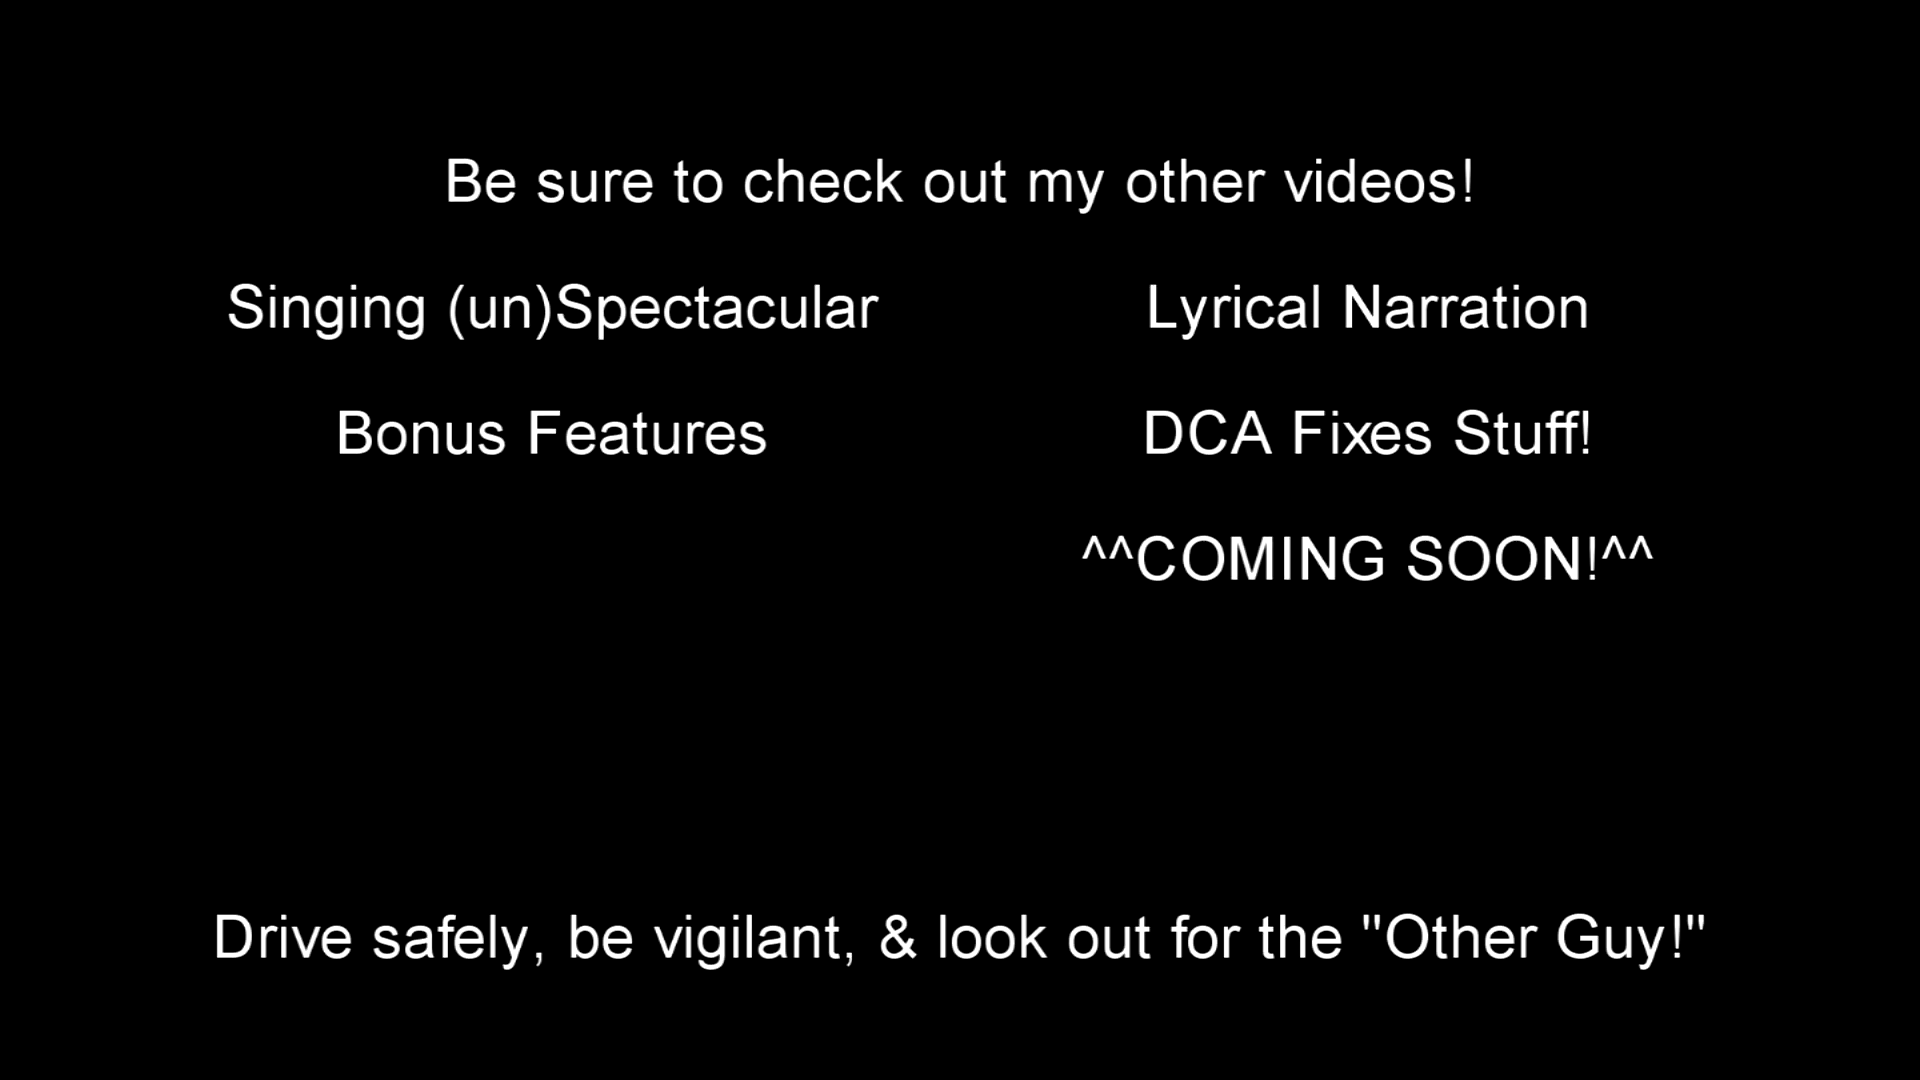 Be sure to check out my other videos!
Singing (un)Spectacular
Lyrical Narration
Bonus Features
DCA Fixes Stuff!
^^COMING SOON!^^
Drive safely, be vigilant, & look out for the "Other Guy!"